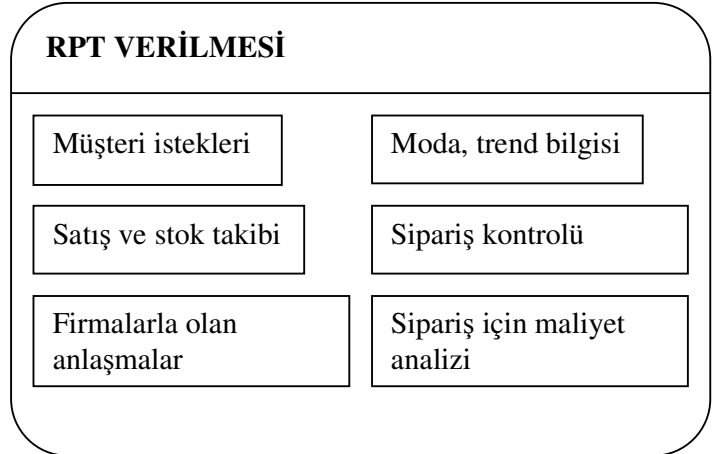 RPT VERİLMESİ
Müşteri istekleri
Moda, trend bilgisi
Satış ve stok takibi
Sipariş kontrolü
Firmalarla olan
anlaşmalar
Sipariş için maliyet
analizi